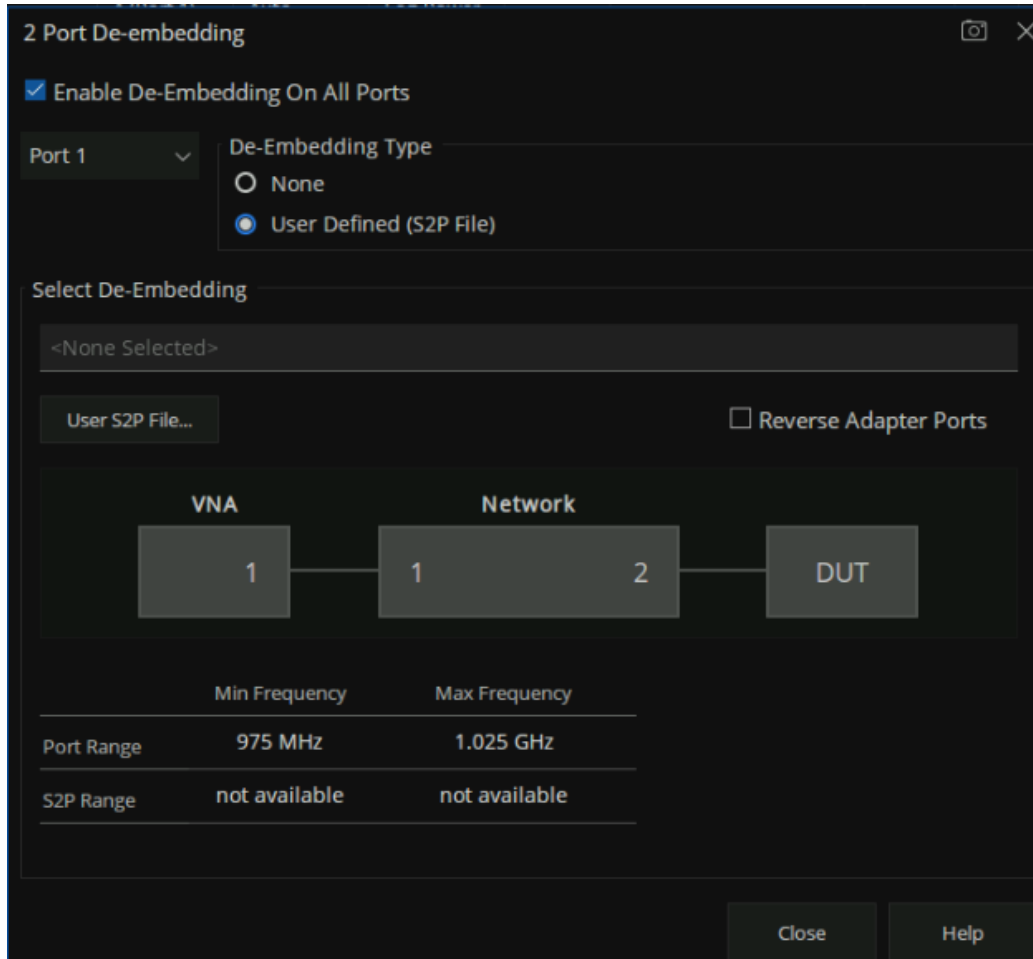 2 Port De-embedding
Enable De-Embedding On All Ports
Port 1
De-Embedding Type
None
User Defined (S2P File)
Select De-Embedding
<None Selected>
User S2P File...
Reverse Adapter Ports
VNA Network
1 1 2 DUT
Min Frequency Max Frequency
Port Range 975 MHz 1.025 GHz
S2P Range not available not available
Close Help